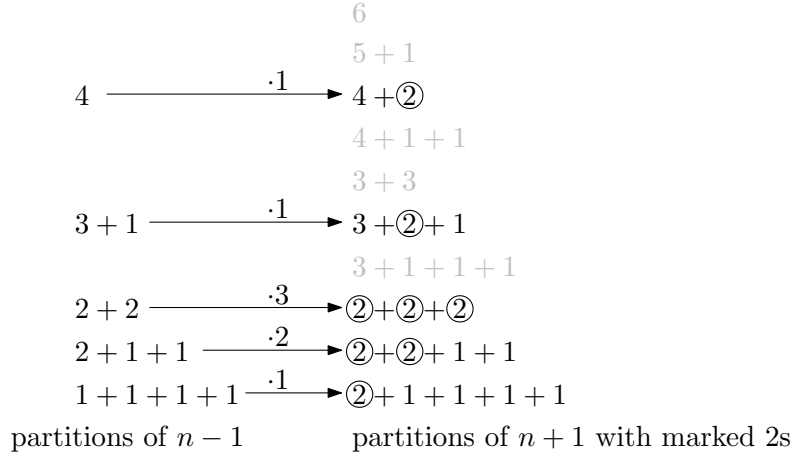 6
5 + 1
4 ·1 4 + ②
4 + 1 + 1
3 + 3
3 + 1 ·1 3 + ② + 1
3 + 1 + 1 + 1
2 + 2 ·3 ② + ② + ②
2 + 1 + 1 ·2 ② + ② + 1 + 1
1 + 1 + 1 + 1 ·1 ② + 1 + 1 + 1 + 1
partitions of n − 1 partitions of n + 1 with marked 2s